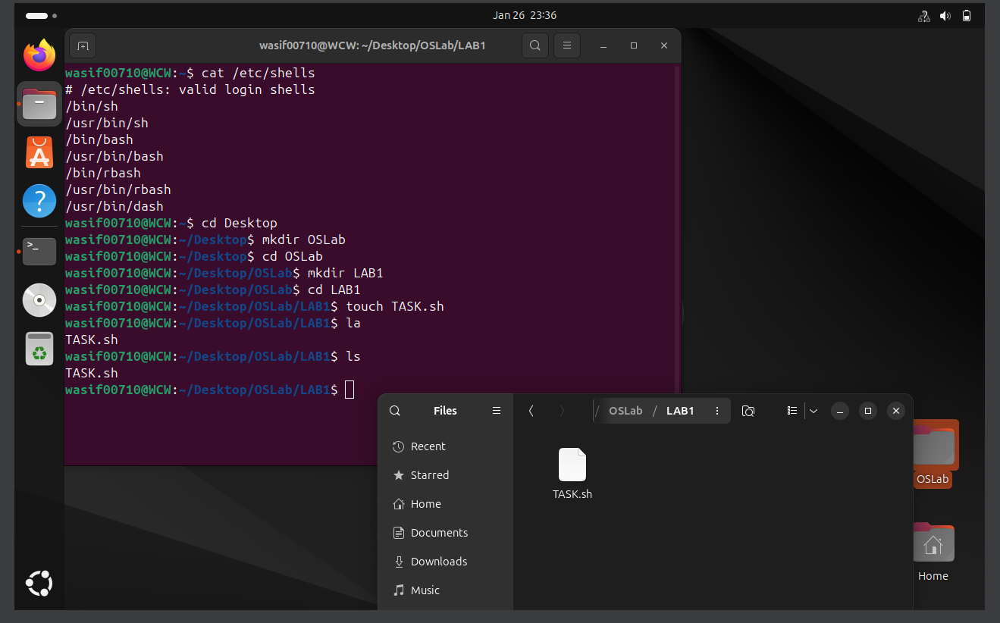 Jan 26 23:36
wasif00710@WCW: ~/Desktop/OSLab/LAB1
wasif00710@WCW:~$ cat /etc/shells
# /etc/shells: valid login shells
/bin/sh
/usr/bin/sh
/bin/bash
/usr/bin/bash
/bin/rbash
/usr/bin/rbash
/usr/bin/dash
wasif00710@WCW:~$ cd Desktop
wasif00710@WCW:~/Desktop$ mkdir OSLab
wasif00710@WCW:~/Desktop$ cd OSLab
wasif00710@WCW:~/Desktop/OSLab$ mkdir LAB1
wasif00710@WCW:~/Desktop/OSLab$ cd LAB1
wasif00710@WCW:~/Desktop/OSLab/LAB1$ touch TASK.sh
wasif00710@WCW:~/Desktop/OSLab/LAB1$ la
TASK.sh
wasif00710@WCW:~/Desktop/OSLab/LAB1$ ls
TASK.sh
wasif00710@WCW:~/Desktop/OSLab/LAB1$
Files
/ OSLab / LAB1
Recent
Starred
Home
Documents
Downloads
Music
TASK.sh
OSLab
Home